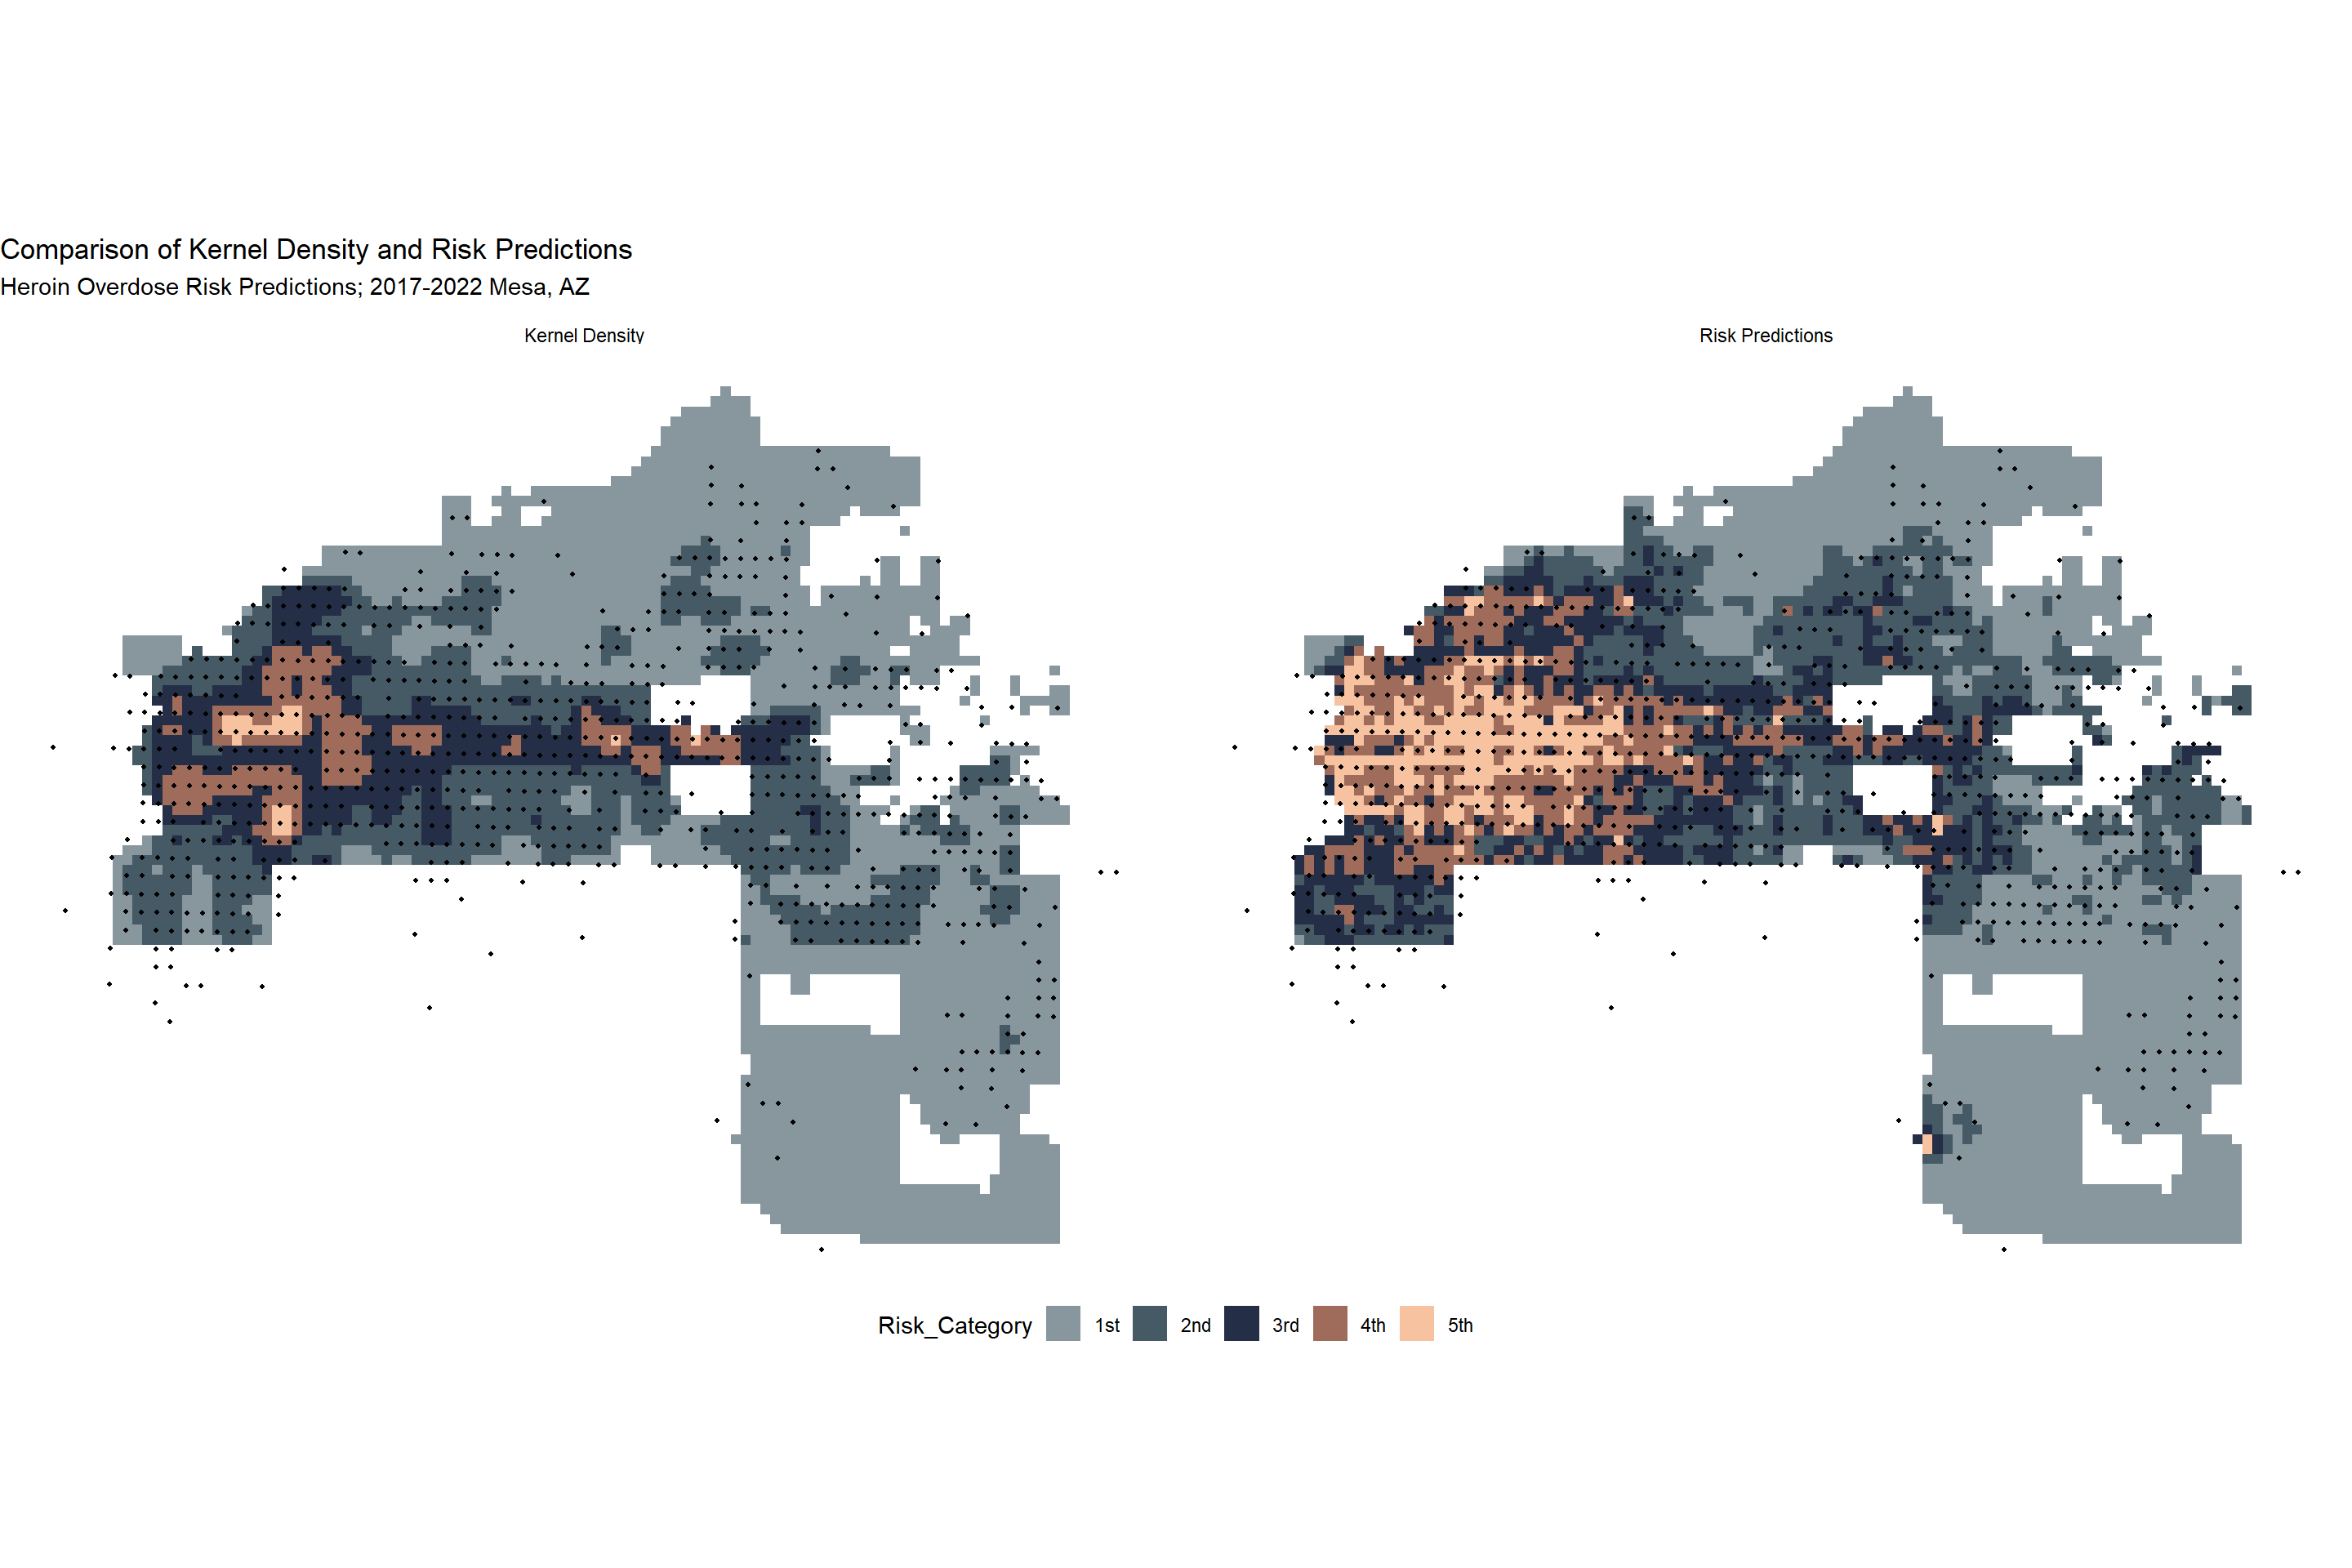 Comparison of Kernel Density and Risk Predictions
Heroin Overdose Risk Predictions; 2017-2022 Mesa, AZ
Kernel Density
Risk Predictions
Risk_Category 1st 2nd 3rd 4th 5th